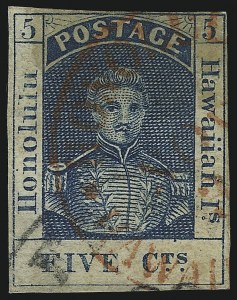 5 POSTAGE 5
Honolulu
Hawaiian Is.
FIVE Cts